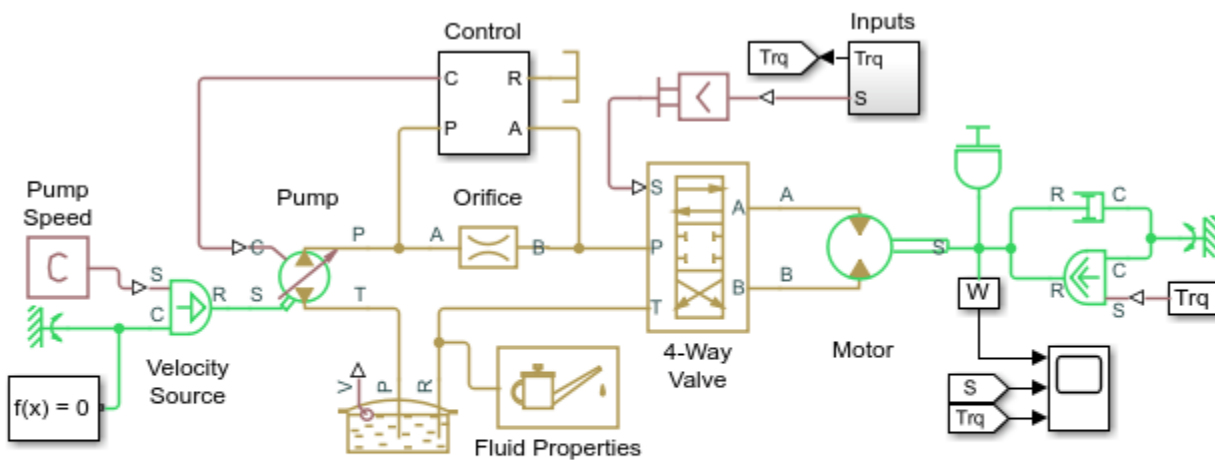 Control
C
R
P
A
Inputs
Trq
Trq
S
Pump
Speed
C
Pump
Orifice
S
C
P
A
B
P
T
A
B
A
B
S
R
C
S
C
R
S
T
Velocity
Source
f(x) = 0
V
P
R
Fluid Properties
4-Way
Valve
Motor
W
C
R
S
Trq
S
Trq